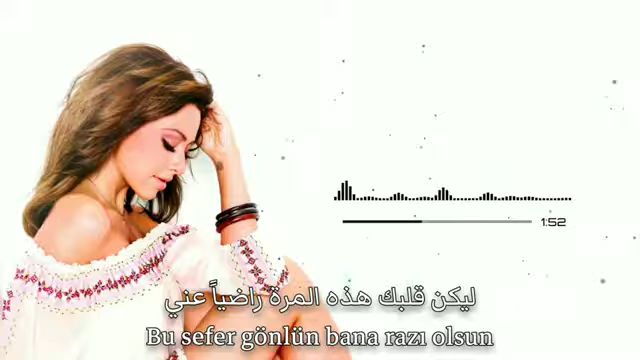 1:52
ليكن قلبك هذه المرة راضياً عني
Bu sefer gönlün bana razı olsun